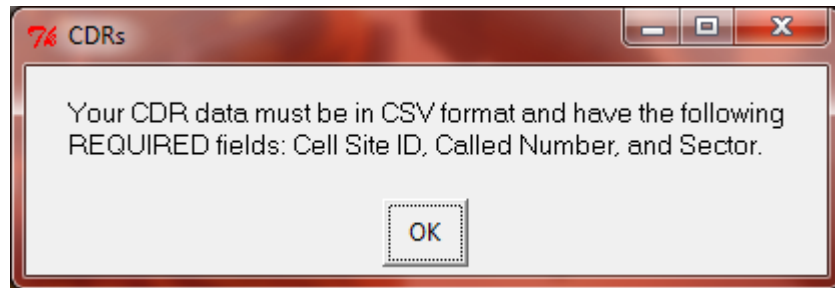 CDRs
Your CDR data must be in CSV format and have the following
REQUIRED fields: Cell Site ID, Called Number, and Sector.
OK